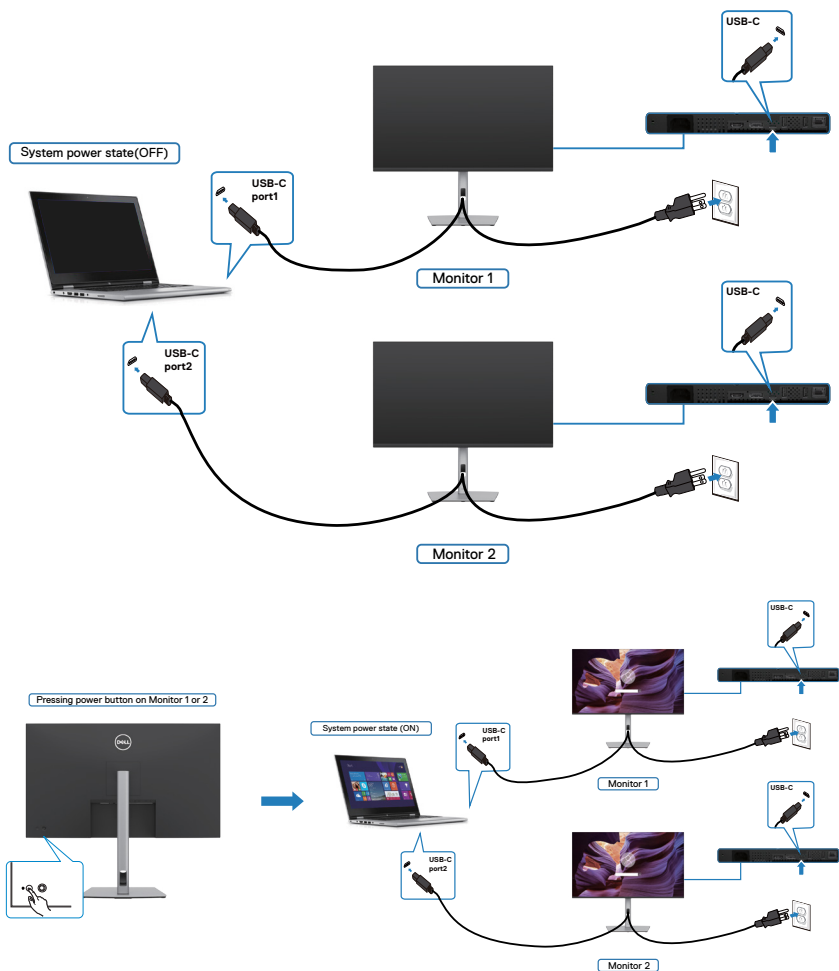 USB-C
System power state(OFF)
USB-C
port1
Monitor 1
USB-C
USB-C
port2
Monitor 2
USB-C
Pressing power button on Monitor 1 or 2
DELL
System power state (ON)
USB-C
port1
Monitor 1
USB-C
USB-C
port2
Monitor 2